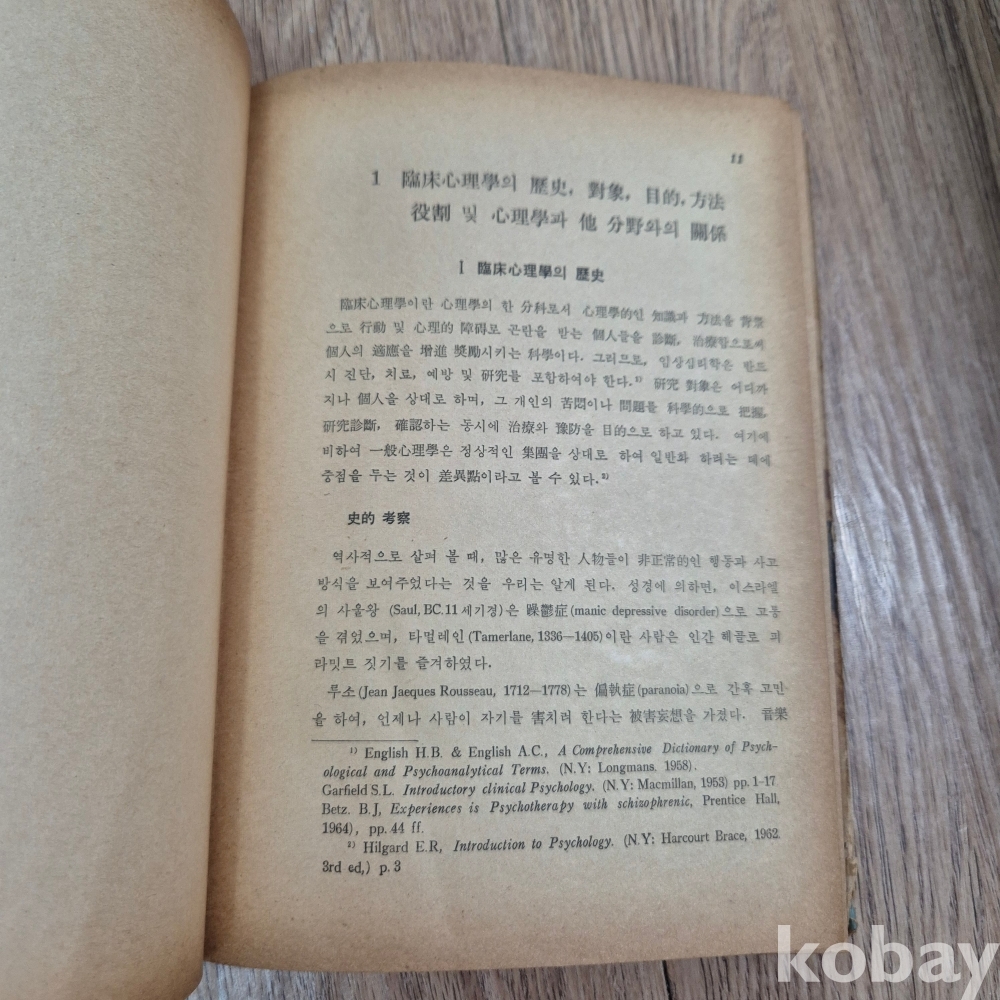 11
1 臨床心理學의 歷史, 對象, 目的, 方法
役割 및 心理學과 他 分野와의 關係
I 臨床心理學의 歷史
臨床心理學이란 心理學의 한 分科로서 心理學的인 知識과 方法을 背景
으로 行動 및 心理的 障碍로 곤란을 받는 個人들을 診斷, 治療함으로써
個人의 適應을 增進 獎勵시키는 科學이다. 그러므로, 임상심리학은 반드
시 진단, 치료, 예방 및 硏究를 포함하여야 한다.¹⁾ 硏究 對象은 어디까
지나 個人을 상대로 하며, 그 개인의 苦悶이나 問題를 科學的으로 把握,
硏究診斷, 確認하는 동시에 治療와 豫防을 目的으로 하고 있다. 여기에
비하여 一般心理學은 정상적인 集團을 상대로 하여 일반화 하려는 데에
중점을 두는 것이 差異點이라고 볼 수 있다.²⁾
史的 考察
역사적으로 살펴 볼 때, 많은 유명한 人物들이 非正常的인 행동과 사고
방식을 보여주었다는 것을 우리는 알게 된다. 성경에 의하면, 이스라엘
의 사울왕 (Saul, BC. 11 세기경)은 躁鬱症(manic depressive disorder)으로 고통
을 겪었으며, 타멀레인(Tamerlane, 1336—1405)이란 사람은 인간 해골로 피
라밋트 짓기를 즐겨하였다.
루소(Jean Jaeques Rousseau, 1712—1778)는 偏執症(paranoia)으로 간혹 고민
을 하여, 언제나 사람이 자기를 害치려 한다는 被害妄想을 가졌다. 音樂
¹⁾ English H.B. & English A.C., A Comprehensive Dictionary of Psych-
ological and Psychoanalytical Terms. (N.Y: Longmans, 1958).
Garfield S.L. Introductory clinical Psychology. (N.Y: Macmillan, 1953) pp. 1–17
Betz. B.J, Experiences is Psychotherapy with schizophrenic, Prentice Hall,
1964), pp. 44 ff.
²⁾ Hilgard E.R, Introduction to Psychology. (N.Y: Harcourt Brace, 1962
3rd ed,) p. 3
kobay